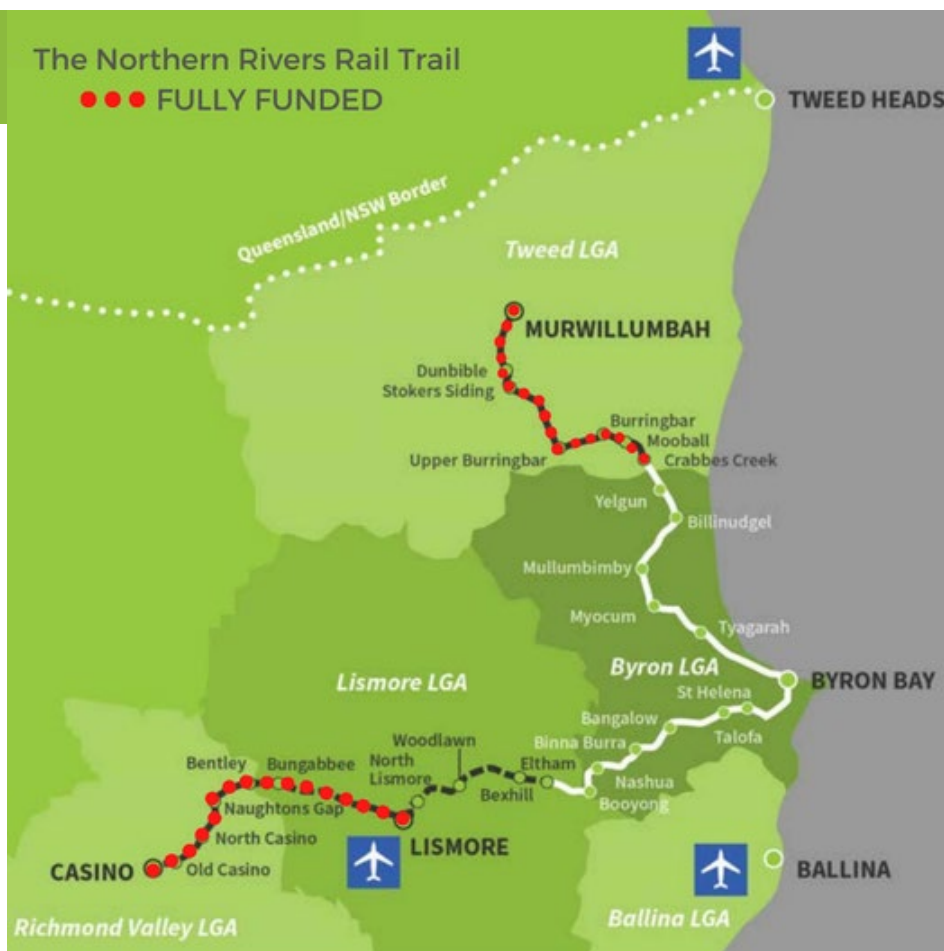 The Northern Rivers Rail Trail
FULLY FUNDED
TWEED HEADS
Queensland/NSW Border
Tweed LGA
MURWILLUMBAH
Dunbible
Stokers Siding
Burringbar
Mooball
Upper Burringbar
Crabbes Creek
Yelgun
Billinudgel
Mullumbimby
Myocum
Tyagarah
Byron LGA
BYRON BAY
Lismore LGA
St Helena
Bangalow
Talofa
Woodlawn
Binna Burra
North
Lismore
Eltham
Bentley
Bungabbee
Nashua
Bexhill
Booyong
Naughtons Gap
North Casino
LISMORE
CASINO
Old Casino
BALLINA
Richmond Valley LGA
Ballina LGA